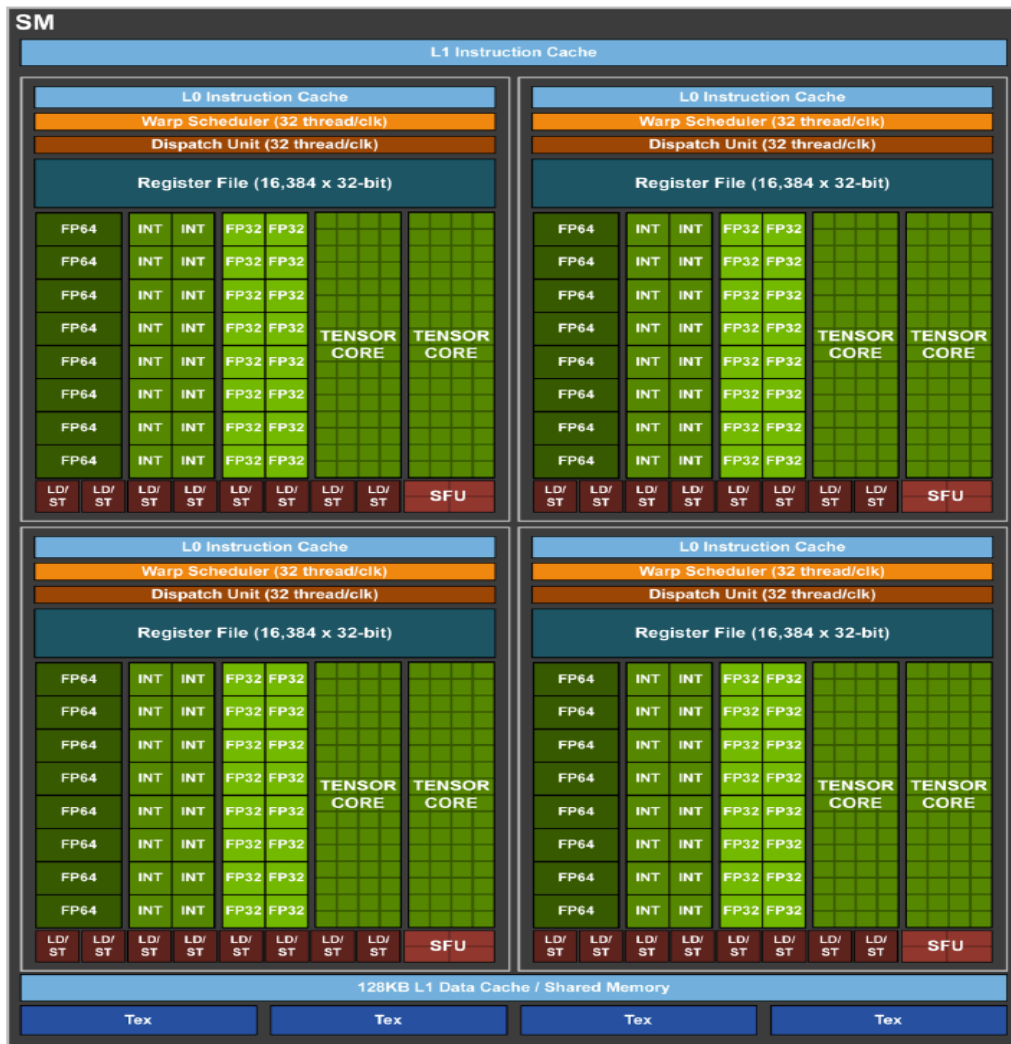 SM
L1 Instruction Cache
L0 Instruction Cache L0 Instruction Cache
Warp Scheduler (32 thread/clk) Warp Scheduler (32 thread/clk)
Dispatch Unit (32 thread/clk) Dispatch Unit (32 thread/clk)
Register File (16,384 x 32-bit) Register File (16,384 x 32-bit)
FP64 INT INT FP32 FP32 FP64 INT INT FP32 FP32
FP64 INT INT FP32 FP32 FP64 INT INT FP32 FP32
FP64 INT INT FP32 FP32 FP64 INT INT FP32 FP32
FP64 INT INT FP32 FP32 TENSOR TENSOR FP64 INT INT FP32 FP32 TENSOR TENSOR
FP64 INT INT FP32 FP32 CORE CORE FP64 INT INT FP32 FP32 CORE CORE
FP64 INT INT FP32 FP32 FP64 INT INT FP32 FP32
FP64 INT INT FP32 FP32 FP64 INT INT FP32 FP32
FP64 INT INT FP32 FP32 FP64 INT INT FP32 FP32
LD/ LD/ LD/ LD/ LD/ LD/ LD/ LD/ SFU LD/ LD/ LD/ LD/ LD/ LD/ LD/ LD/ SFU
ST ST ST ST ST ST ST ST ST ST ST ST ST ST ST ST
L0 Instruction Cache L0 Instruction Cache
Warp Scheduler (32 thread/clk) Warp Scheduler (32 thread/clk)
Dispatch Unit (32 thread/clk) Dispatch Unit (32 thread/clk)
Register File (16,384 x 32-bit) Register File (16,384 x 32-bit)
FP64 INT INT FP32 FP32 FP64 INT INT FP32 FP32
FP64 INT INT FP32 FP32 FP64 INT INT FP32 FP32
FP64 INT INT FP32 FP32 FP64 INT INT FP32 FP32
FP64 INT INT FP32 FP32 TENSOR TENSOR FP64 INT INT FP32 FP32 TENSOR TENSOR
FP64 INT INT FP32 FP32 CORE CORE FP64 INT INT FP32 FP32 CORE CORE
FP64 INT INT FP32 FP32 FP64 INT INT FP32 FP32
FP64 INT INT FP32 FP32 FP64 INT INT FP32 FP32
FP64 INT INT FP32 FP32 FP64 INT INT FP32 FP32
LD/ LD/ LD/ LD/ LD/ LD/ LD/ LD/ SFU LD/ LD/ LD/ LD/ LD/ LD/ LD/ LD/ SFU
ST ST ST ST ST ST ST ST ST ST ST ST ST ST ST ST
128KB L1 Data Cache / Shared Memory
Tex Tex Tex Tex